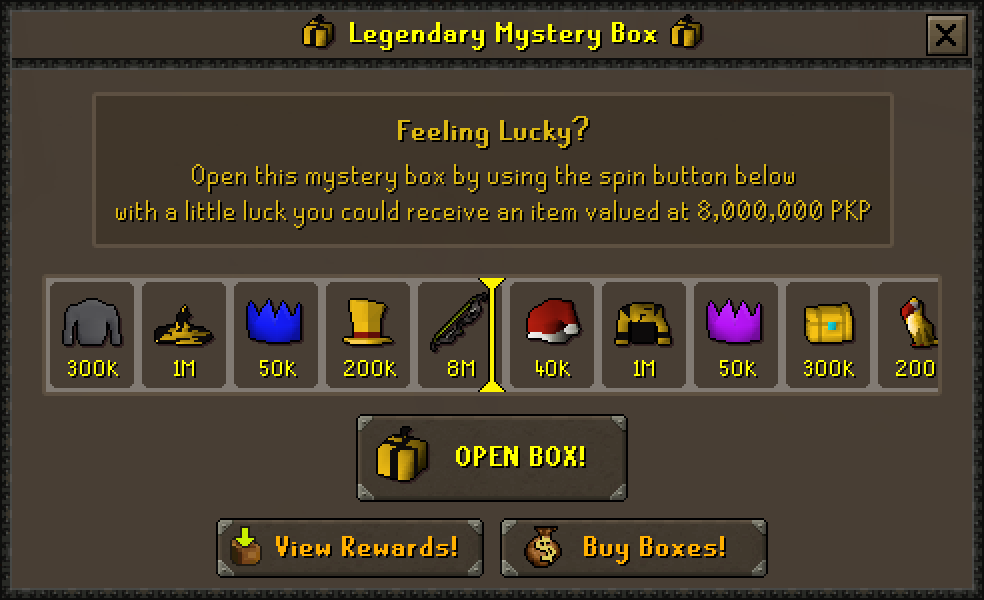 Legendary Mystery Box
Feeling Lucky?
Open this mystery box by using the spin button below
with a little luck you could receive an item valued at 8,000,000 PKP
300K 1M 50K 200K 8M 40K 1M 50K 300K 200
OPEN BOX!
View Rewards! Buy Boxes!